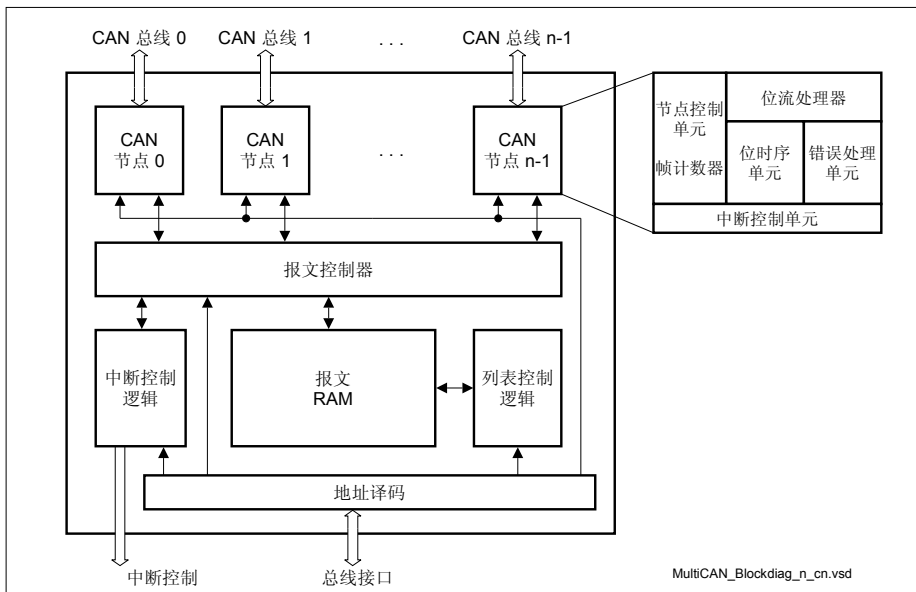 CAN 总线 0
CAN 总线 1
. . .
CAN 总线 n-1
CAN
节点 0
CAN
节点 1
. . .
CAN
节点 n-1
节点控制
单元
帧计数器
位流处理器
位时序
单元
错误处理
单元
中断控制单元
报文控制器
中断控制
逻辑
报文
RAM
列表控制
逻辑
地址译码
中断控制
总线接口
MultiCAN_Blockdiag_n_cn.vsd